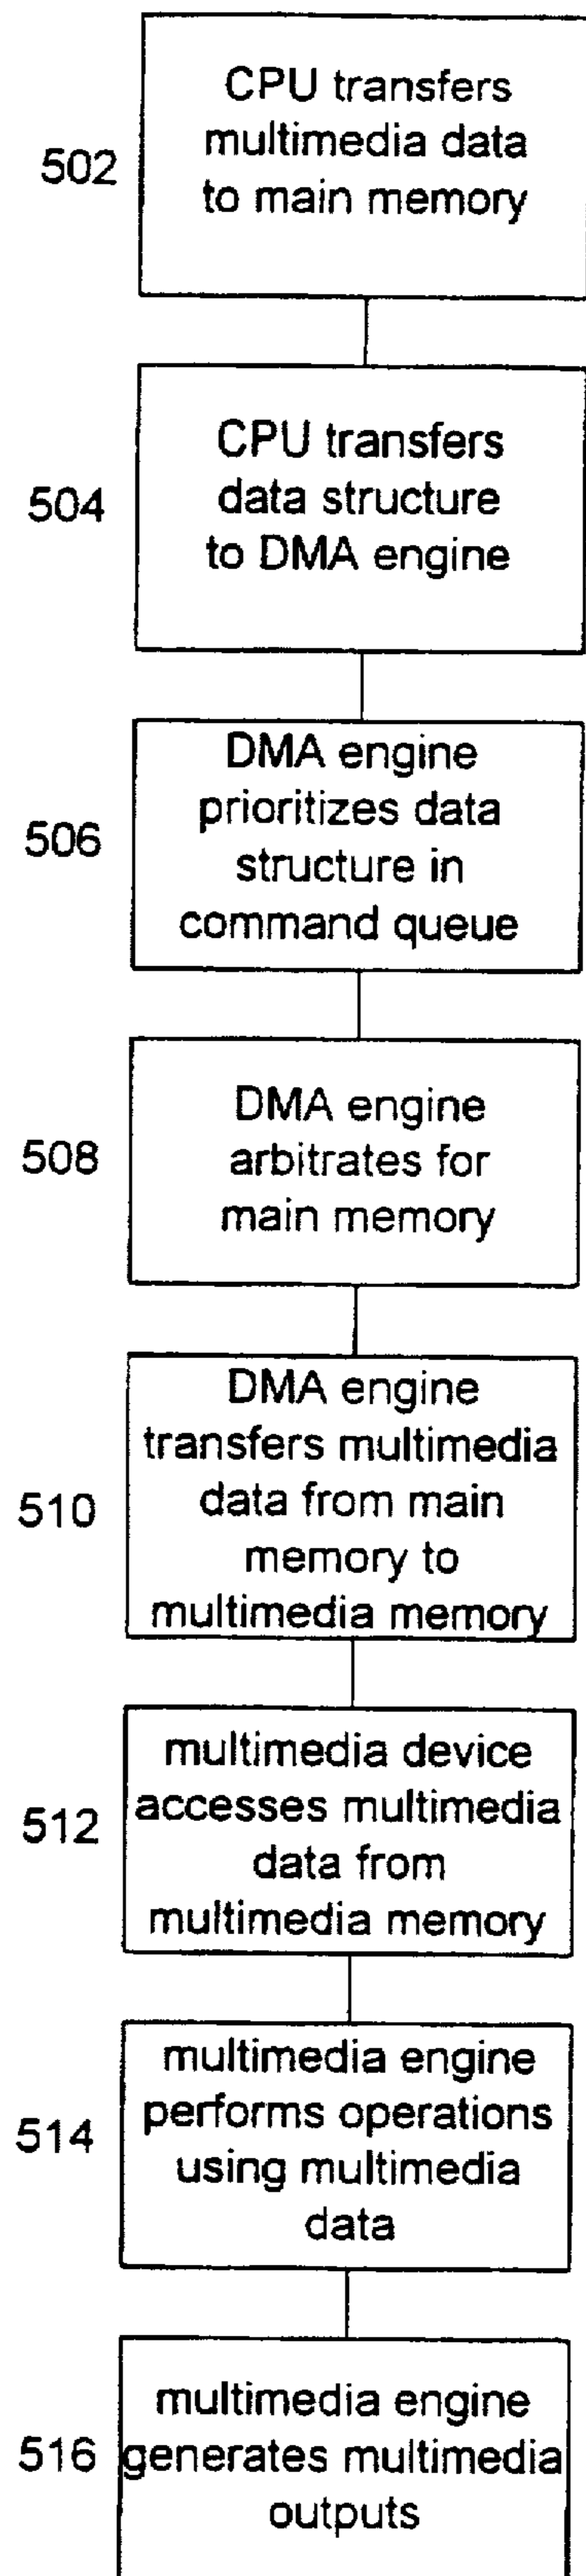 CPU transfers
multimedia data
to main memory
502
CPU transfers
data structure
to DMA engine
504
DMA engine
prioritizes data
structure in
command queue
506
DMA engine
arbitrates for
main memory
508
DMA engine
transfers multimedia
data from main
memory to
multimedia memory
510
multimedia device
accesses multimedia
data from
multimedia memory
512
multimedia engine
performs operations
using multimedia
data
514
multimedia engine
generates multimedia
outputs
516